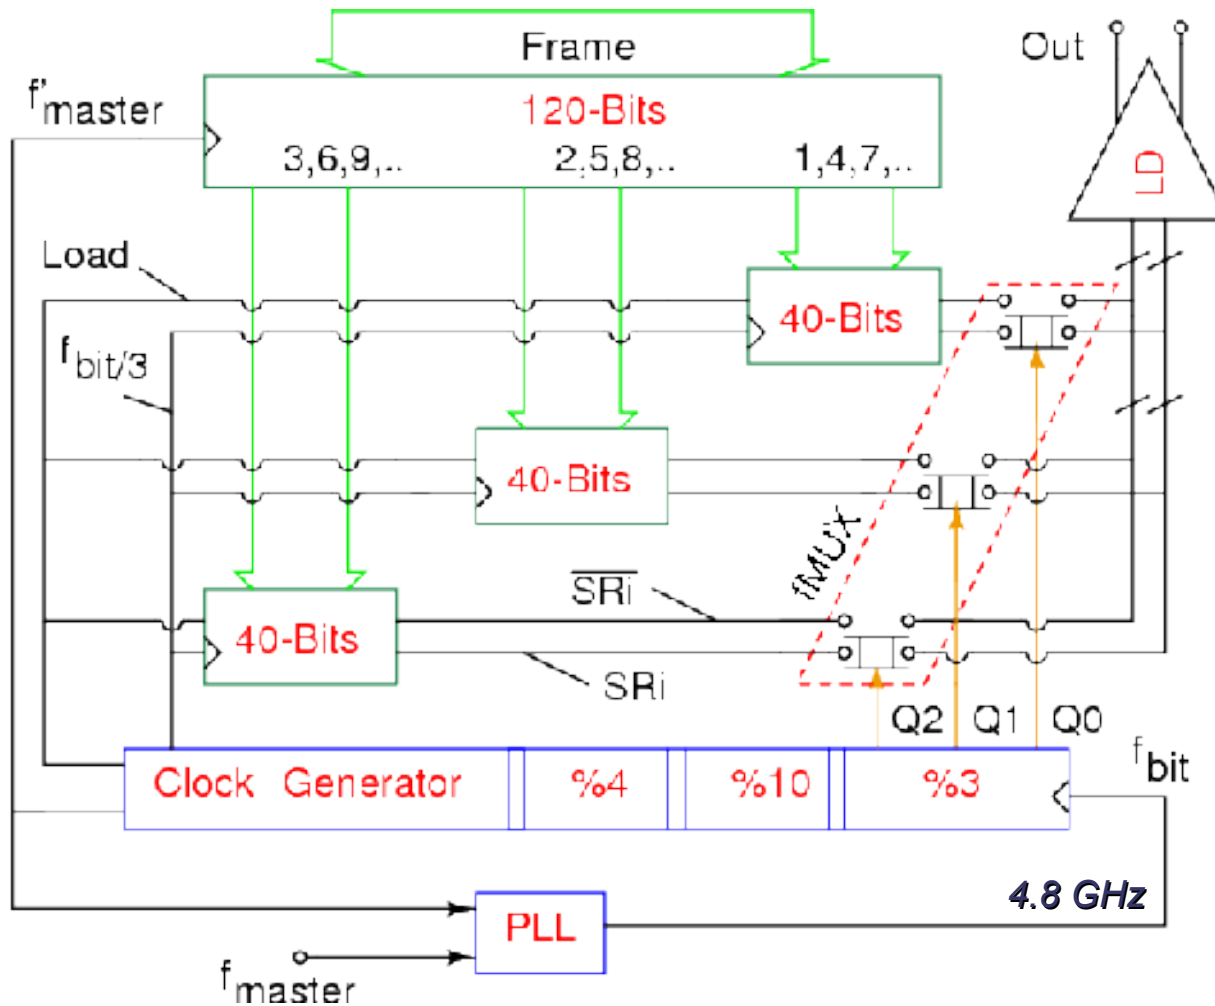 Frame
Out
f'master
120-Bits
3,6,9,..
2,5,8,..
1,4,7,..
LD
Load
40-Bits
fbit/3
40-Bits
fMUX
SRi
40-Bits
SRi
Q2 Q1 Q0
fbit
Clock Generator
%4
%10
%3
4.8 GHz
PLL
fmaster